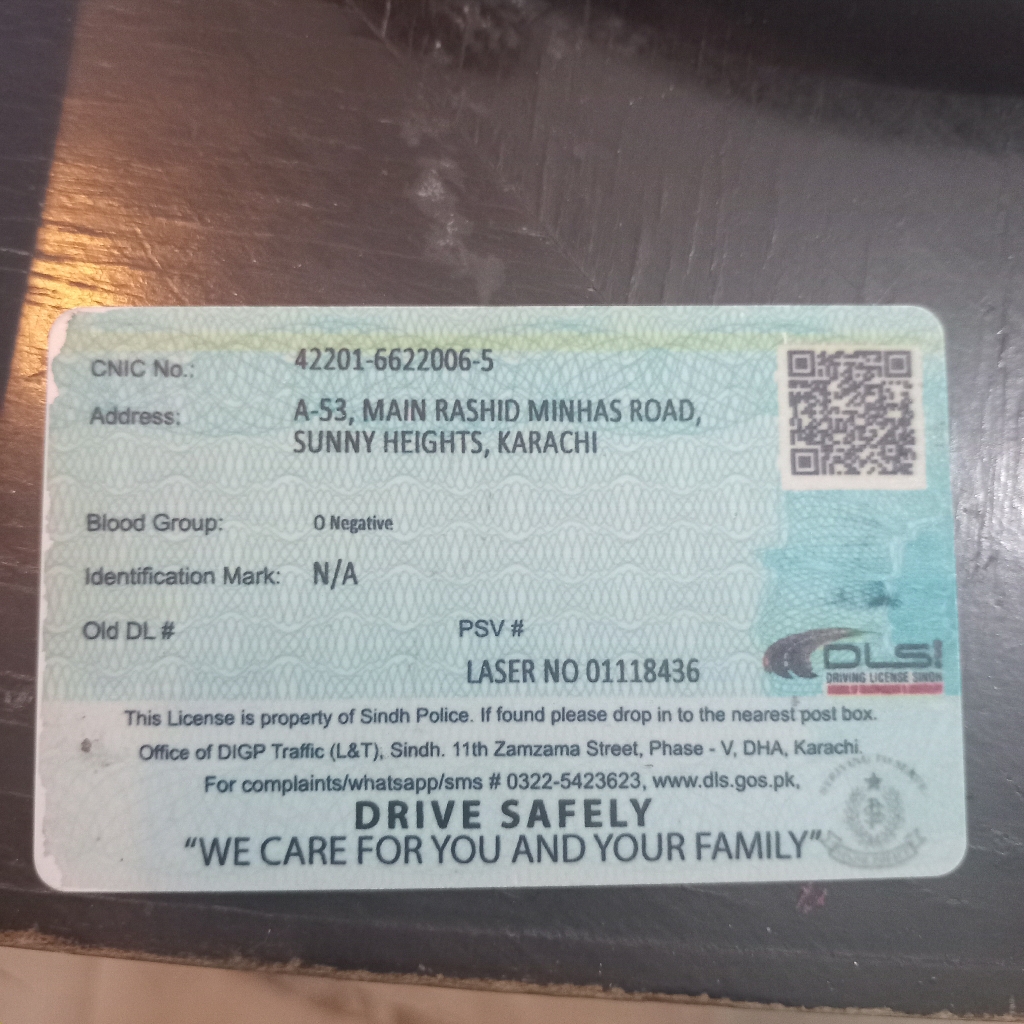 CNIC No.: 42201-6622006-5
Address: A-53, MAIN RASHID MINHAS ROAD,
SUNNY HEIGHTS, KARACHI
Blood Group: O Negative
Identification Mark: N/A
Old DL # PSV #
LASER NO 01118436
DLS!
DRIVING LICENSE SINDH
This License is property of Sindh Police. If found please drop in to the nearest post box.
Office of DIGP Traffic (L&T), Sindh. 11th Zamzama Street, Phase - V, DHA, Karachi.
For complaints/whatsapp/sms # 0322-5423623, www.dls.gos.pk,
DRIVE SAFELY
“WE CARE FOR YOU AND YOUR FAMILY”